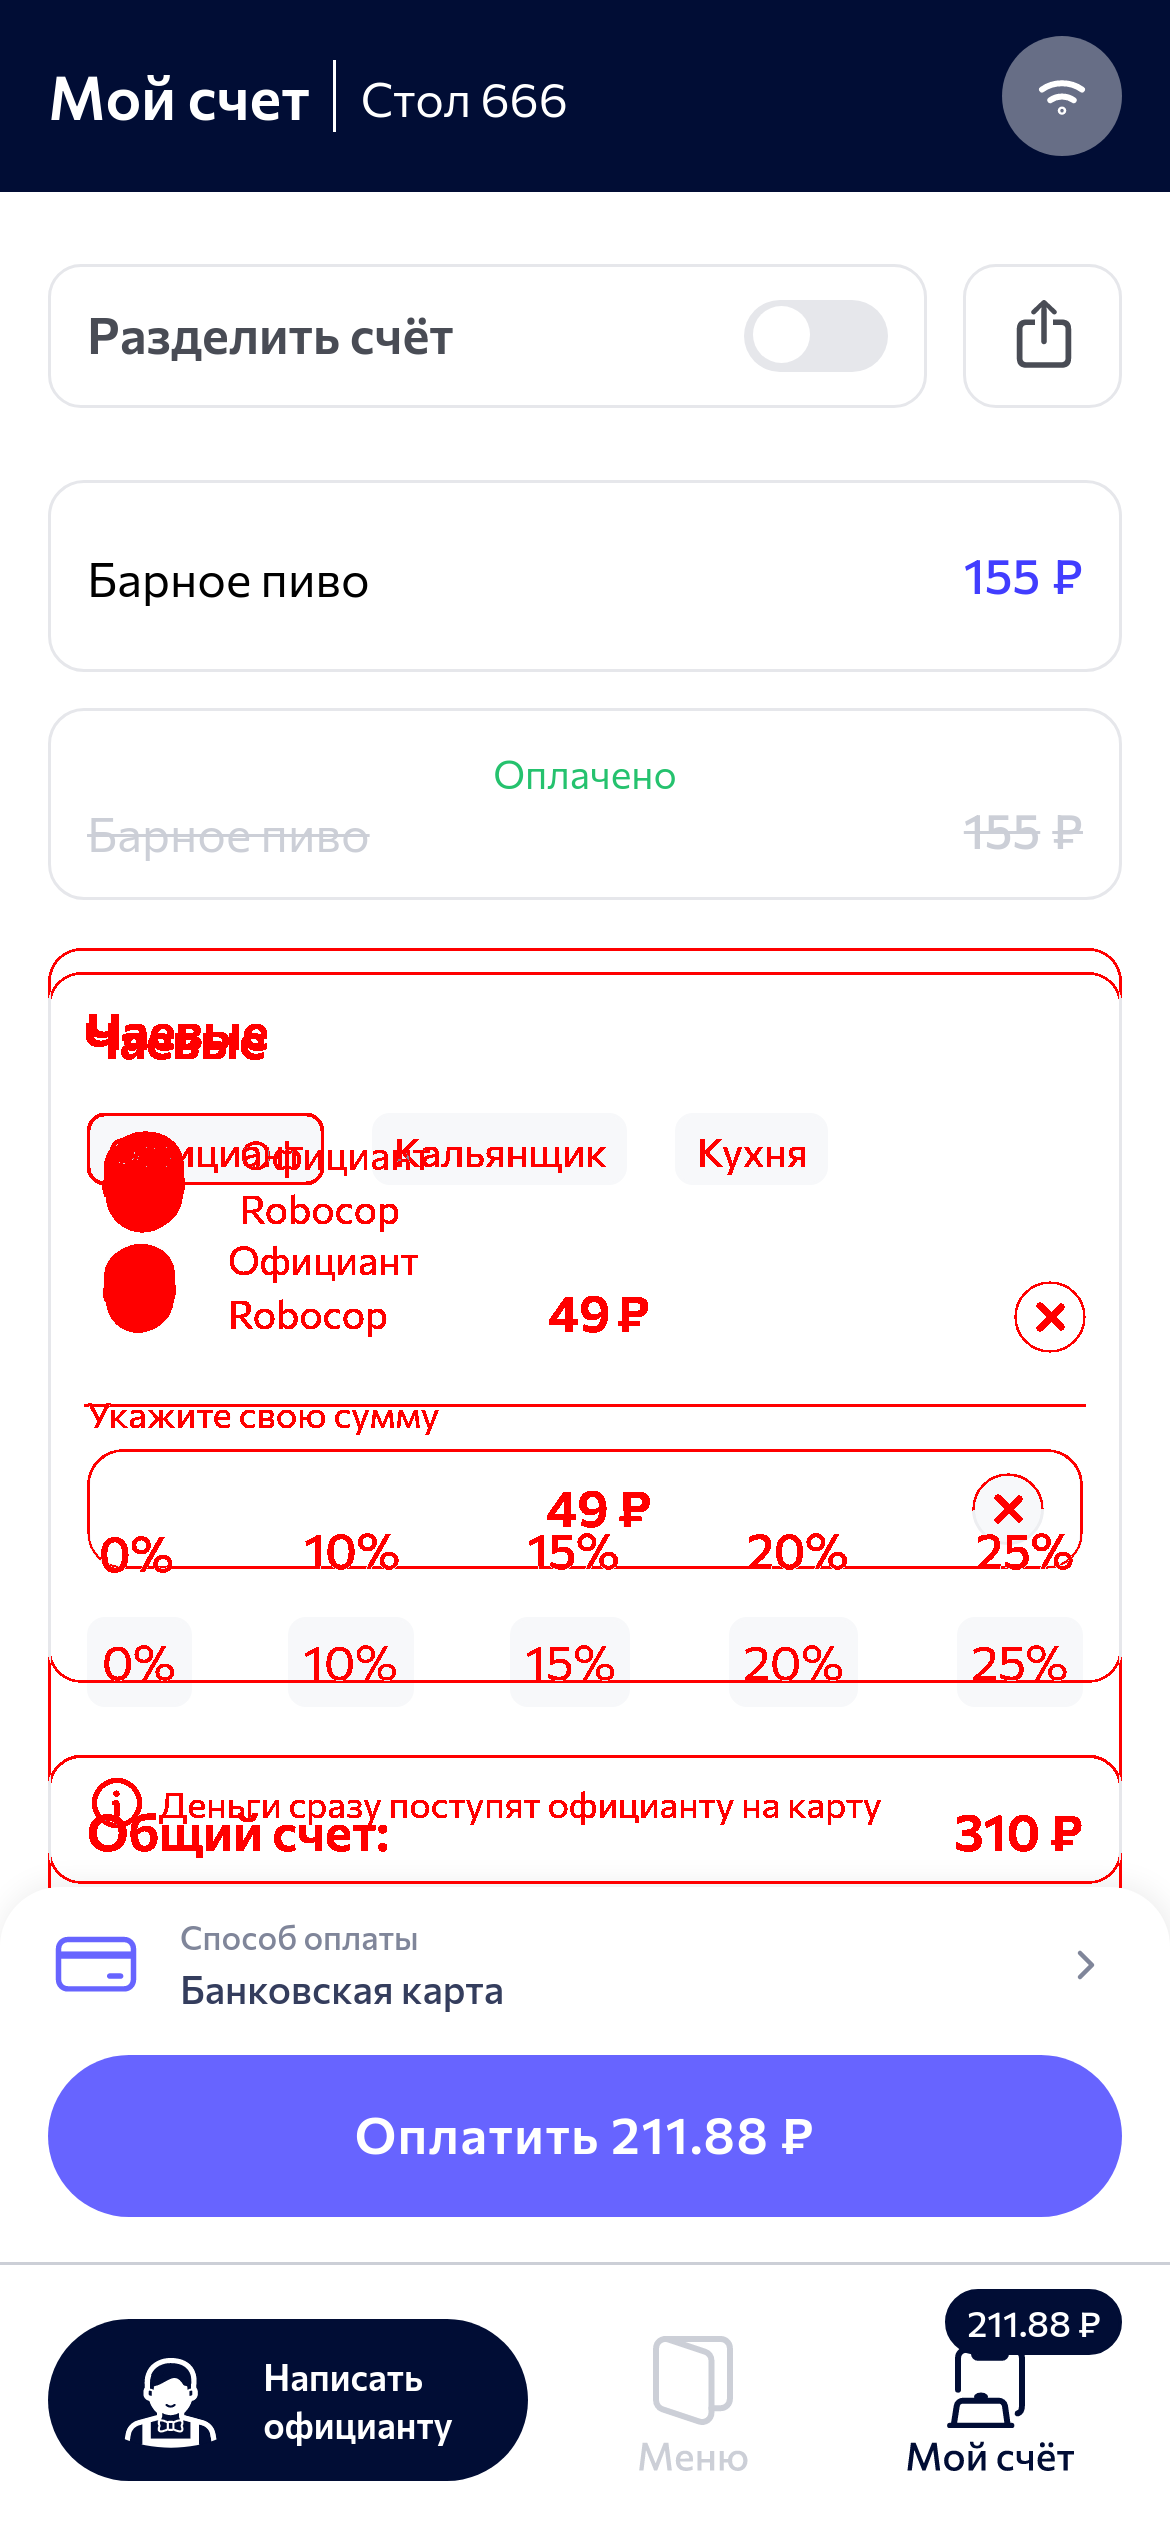 Мой счет
Стол 666
Разделить счёт
Барное пиво
155 ₽
Оплачено
Барное пиво
155 ₽
Чаевые
Чаевые
Официант
Кальянщик
Кухня
Robocop
Официант
Robocop
49 ₽
Укажите свою сумму
49 ₽
0%
10%
15%
20%
25%
0%
10%
15%
20%
25%
Деньги сразу поступят официанту на карту
Общий счет:
310 ₽
Способ оплаты
Банковская карта
Оплатить 211.88 ₽
211.88 ₽
Написать
официанту
Меню
Мой счёт